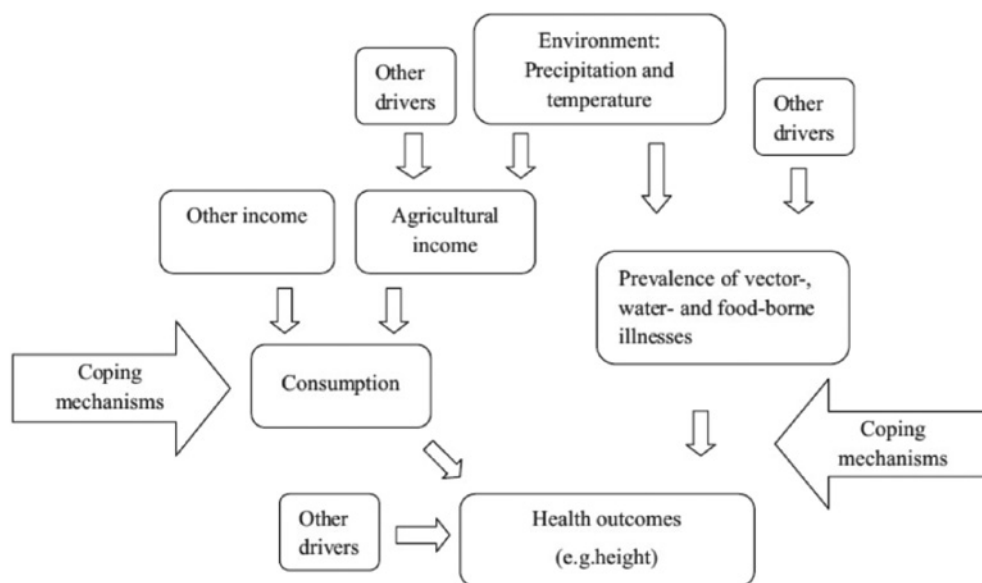 Environment:
Precipitation and
temperature
Other
drivers
Other
drivers
Other income
Agricultural
income
Prevalence of vector-,
water- and food-borne
illnesses
Coping
mechanisms
Consumption
Coping
mechanisms
Other
drivers
Health outcomes
(e.g.height)